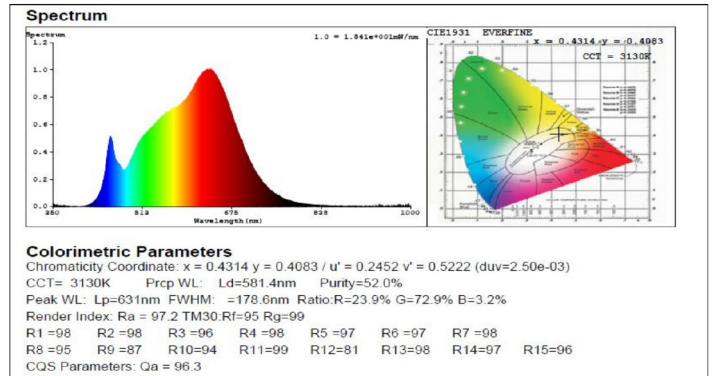 Spectrum
Spectrum
1.0 = 1.841e+001mW/nm
1.2
1.0
0.8
0.6
0.4
0.2
0.0
350 513 675 838 1000
Wavelength(nm)
CIE1931 EVERFINE
x = 0.4314 y = 0.4083
CCT = 3130K
Colorimetric Parameters
Chromaticity Coordinate: x = 0.4314 y = 0.4083 / u' = 0.2452 v' = 0.5222 (duv=2.50e-03)
CCT= 3130K Prcp WL: Ld=581.4nm Purity=52.0%
Peak WL: Lp=631nm FWHM: =178.6nm Ratio:R=23.9% G=72.9% B=3.2%
Render Index: Ra = 97.2 TM30:Rf=95 Rg=99
R1 =98 R2 =98 R3 =96 R4 =98 R5 =97 R6 =97 R7 =98
R8 =95 R9 =87 R10=94 R11=99 R12=81 R13=98 R14=97 R15=96
CQS Parameters: Qa = 96.3